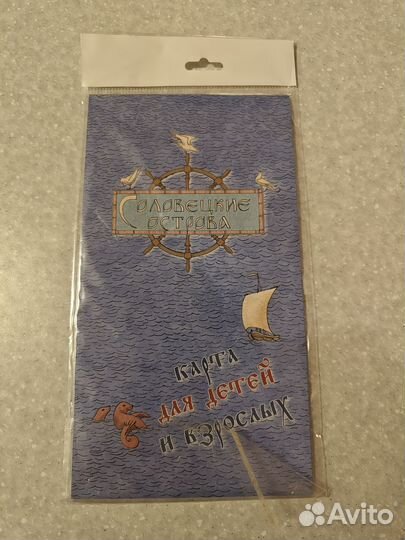 Соловецкие
острова
карта
для детей
и взрослых
Avito